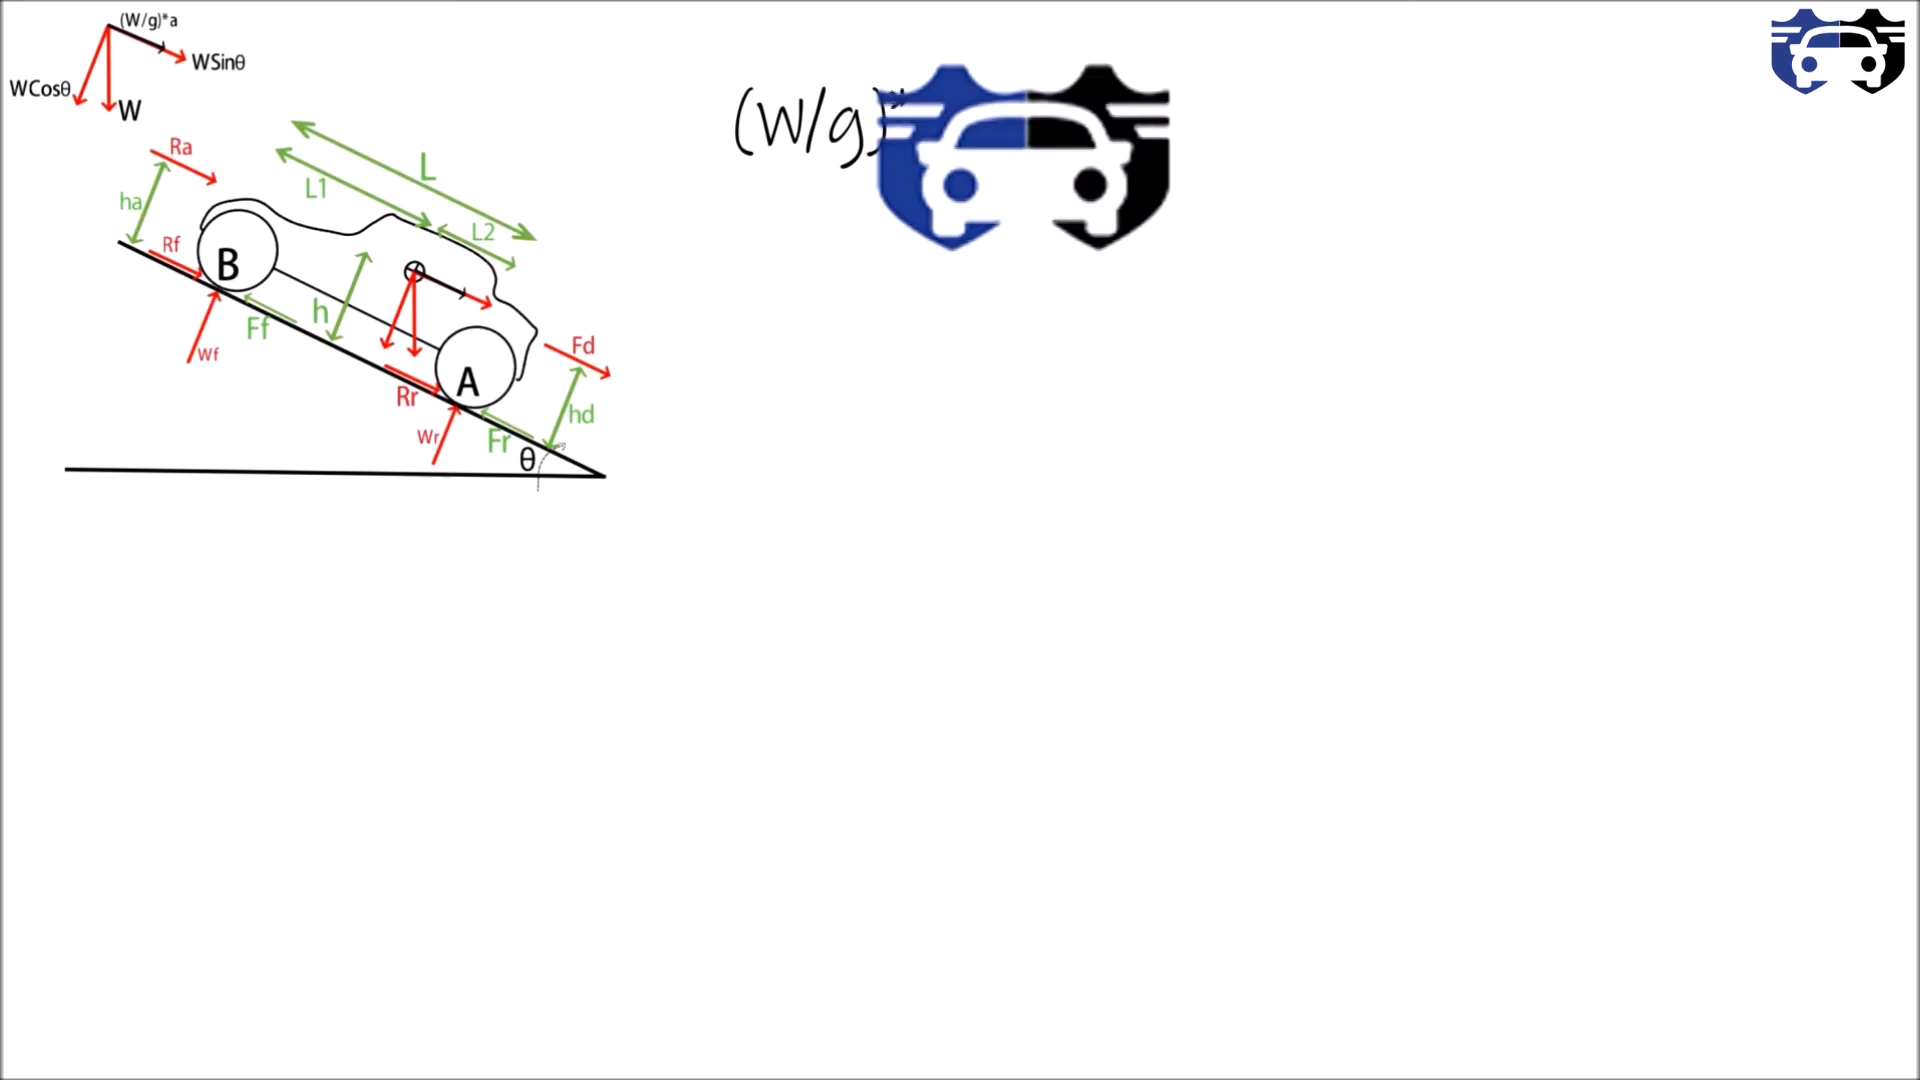 (W/g)*a
WSinθ
WCosθ
W
(W/g)*
Ra
L
L1
ha
L2
Rf
B
h
Ff
Wf
Fd
A
Rr
hd
Wr
Fr
θ